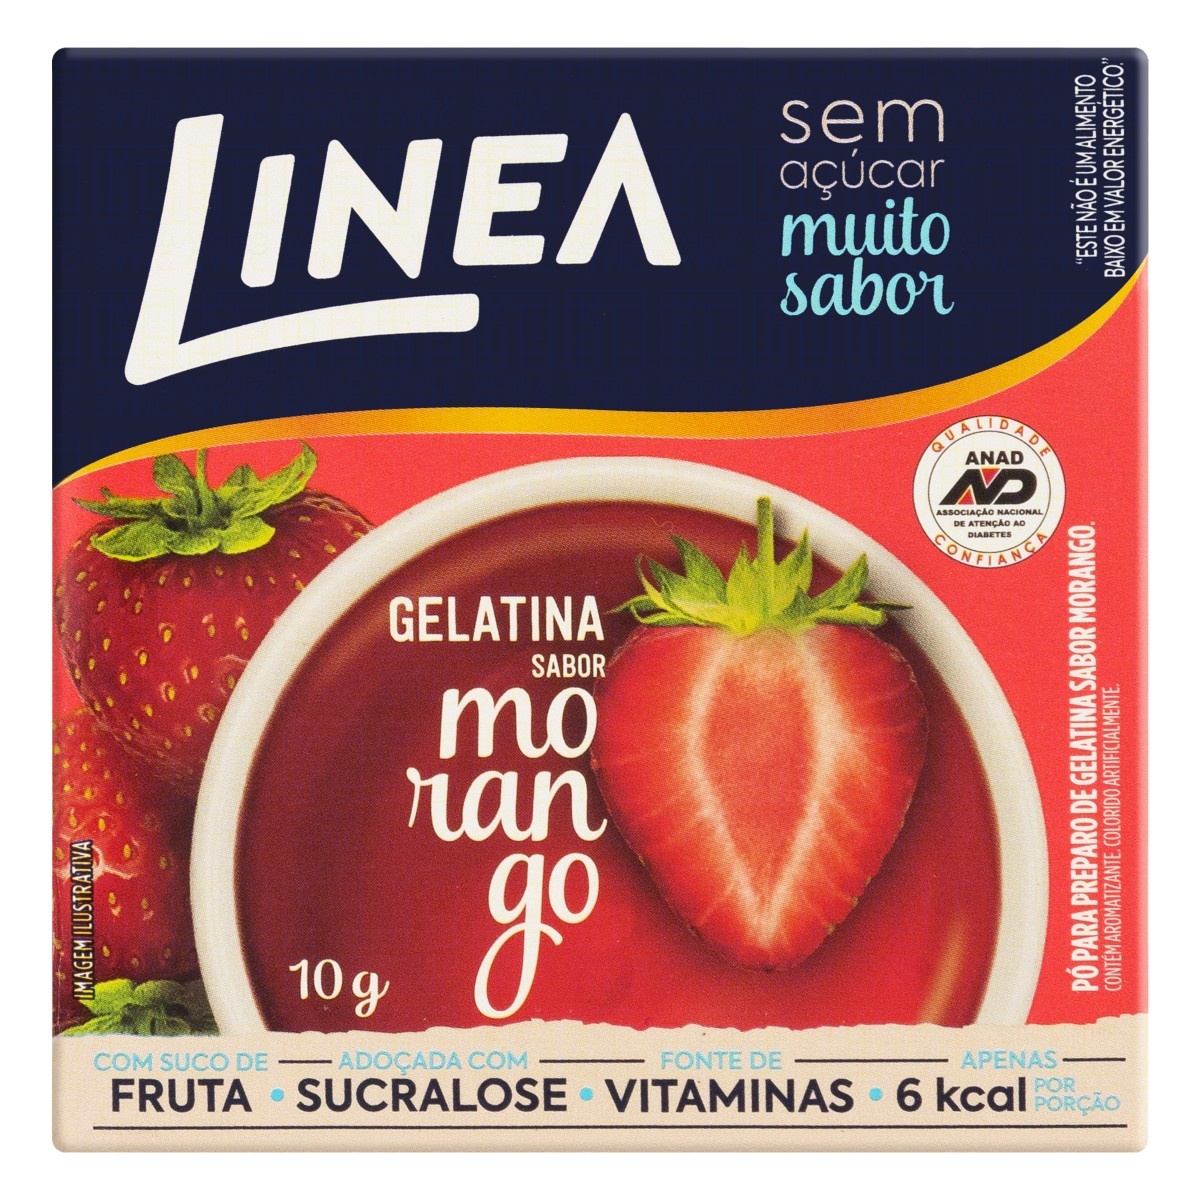 LINEA
sem
açúcar
muito
sabor
"ESTE NÃO É UM ALIMENTO
BAIXO EM VALOR ENERGÉTICO."
QUALIDADE
ANAD
ASSOCIAÇÃO NACIONAL
DE ATENÇÃO AO
DIABETES
CONFIANÇA
GELATINA
SABOR
mo
ran
go
10 g
IMAGEM ILUSTRATIVA
PÓ PARA PREPARO DE GELATINA SABOR MORANGO.
CONTÉM AROMATIZANTE. COLORIDO ARTIFICIALMENTE.
COM SUCO DE
FRUTA •
ADOÇADA COM
SUCRALOSE •
FONTE DE
VITAMINAS •
APENAS
6 kcal POR
PORÇÃO